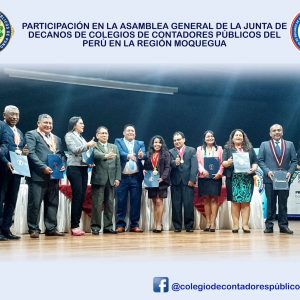 PARTICIPACIÓN EN LA ASAMBLEA GENERAL DE LA JUNTA DE
DECANOS DE COLEGIOS DE CONTADORES PÚBLICOS DEL
PERÚ EN LA REGIÓN MOQUEGUA
@colegiodecontadorespúblico